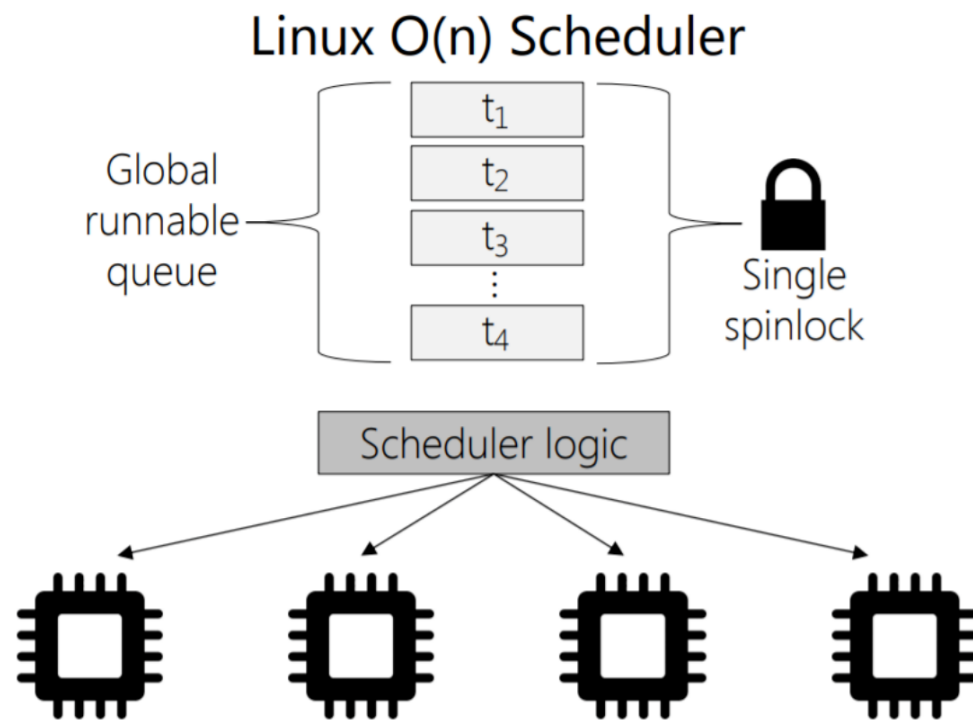 Linux O(n) Scheduler
Global
runnable
queue
t₁
t₂
t₃
⋮
t₄
Single
spinlock
Scheduler logic